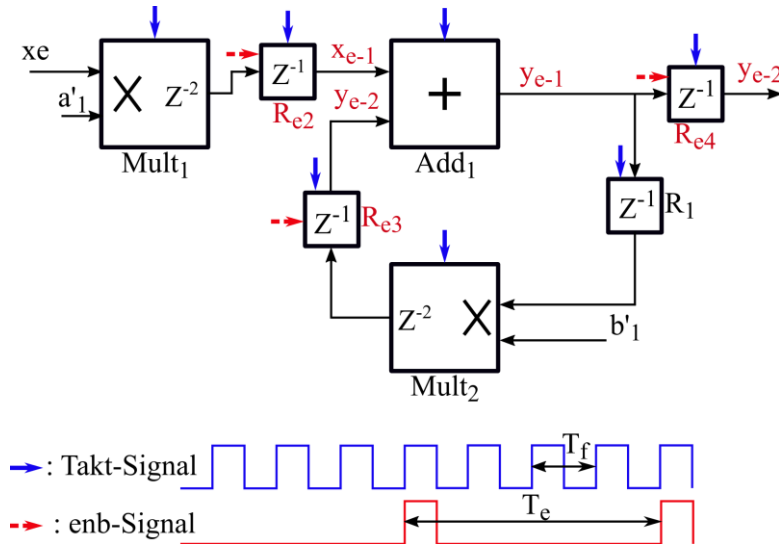 xe
a'₁
Z⁻²
Mult₁
Z⁻¹
Rₑ₂
xₑ₋₁
yₑ₋₂
+
Add₁
yₑ₋₁
Z⁻¹
Rₑ₄
yₑ₋₂
Z⁻¹
Rₑ₃
Z⁻¹
R₁
Z⁻²
Mult₂
b'₁
: Takt-Signal
T_f
: enb-Signal
Tₑ